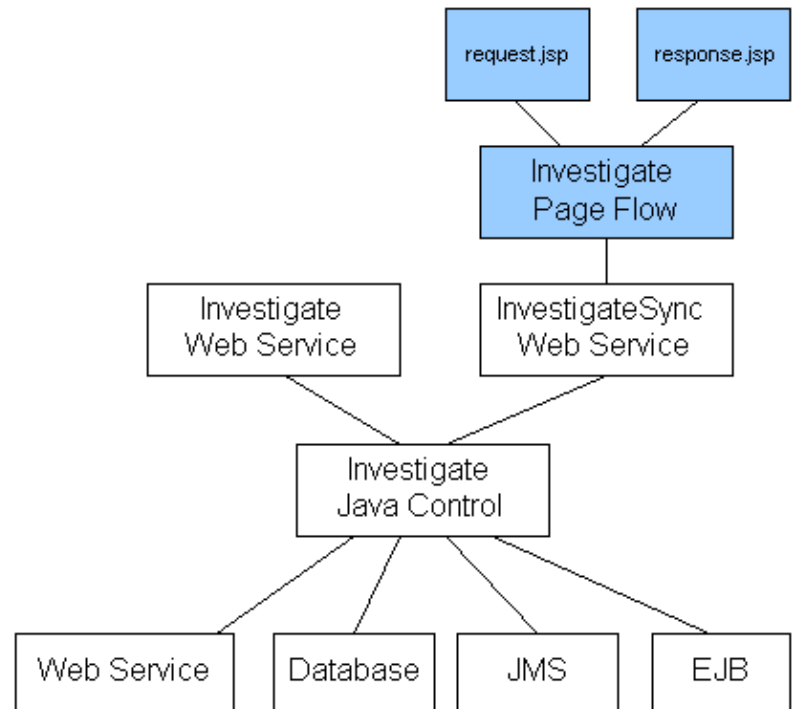 request.jsp
response.jsp
Investigate
Page Flow
Investigate
Web Service
InvestigateSync
Web Service
Investigate
Java Control
Web Service
Database
JMS
EJB